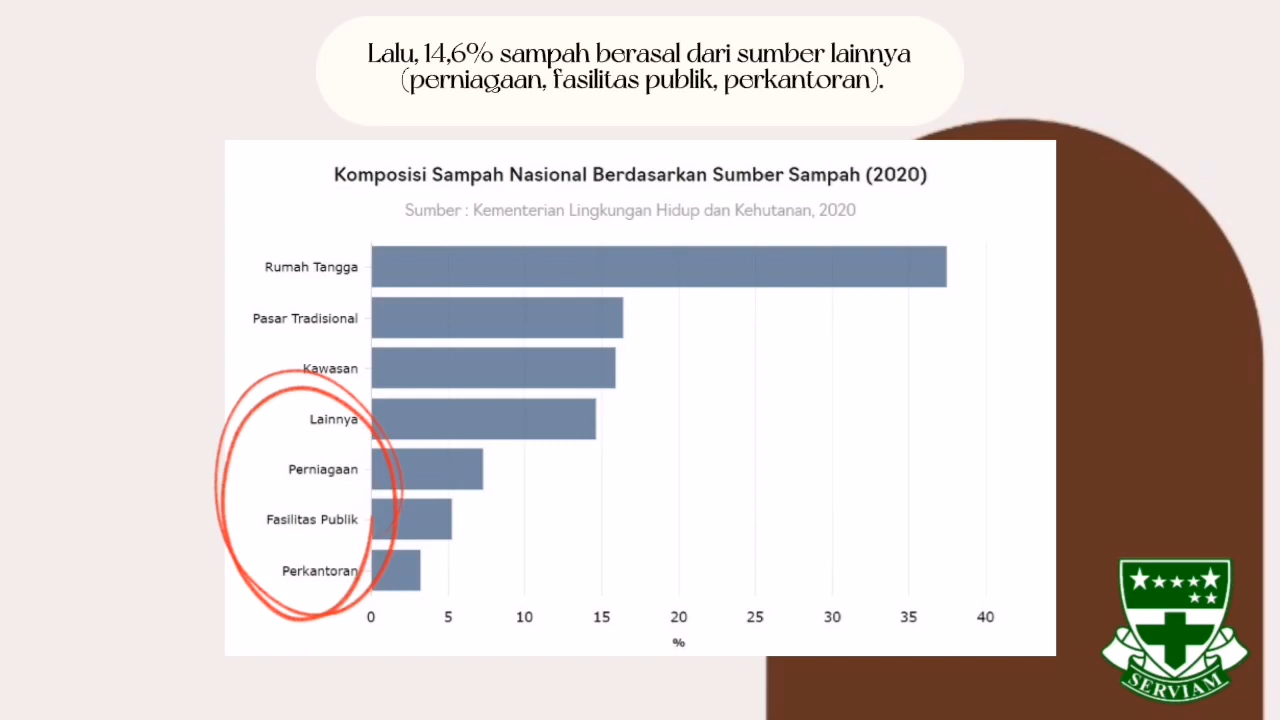 Lalu, 14,6% sampah berasal dari sumber lainnya
(perniagaan, fasilitas publik, perkantoran).
Komposisi Sampah Nasional Berdasarkan Sumber Sampah (2020)
Sumber : Kementerian Lingkungan Hidup dan Kehutanan, 2020
Rumah Tangga
Pasar Tradisional
Kawasan
Lainnya
Perniagaan
Fasilitas Publik
Perkantoran
0 5 10 15 20 25 30 35 40
%
SERVIAM